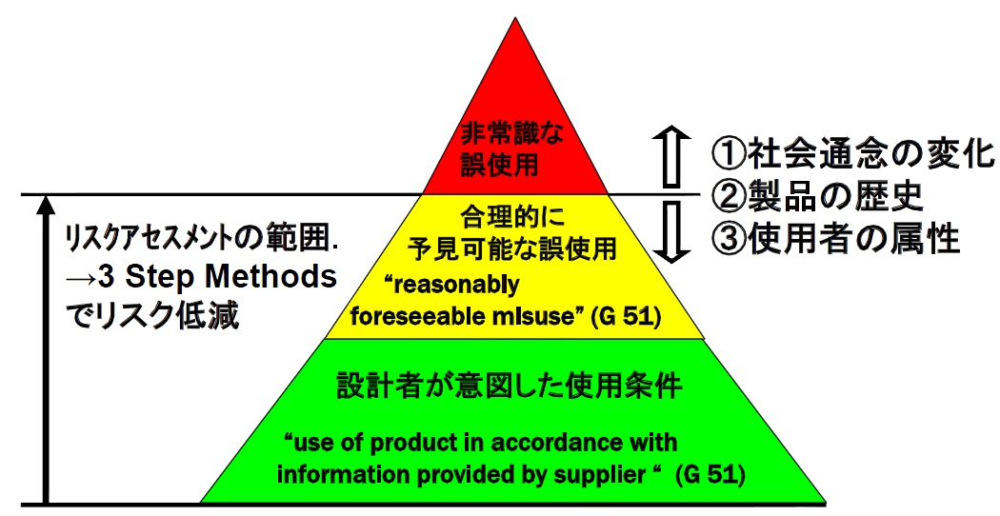 非常識な
誤使用
①社会通念の変化
②製品の歴史
③使用者の属性
リスクアセスメントの範囲.
→3 Step Methods
でリスク低減
合理的に
予見可能な誤使用
“reasonably
foreseeable mIsuse” (G 51)
設計者が意図した使用条件
“use of product in accordance with
information provided by supplier “ (G 51)